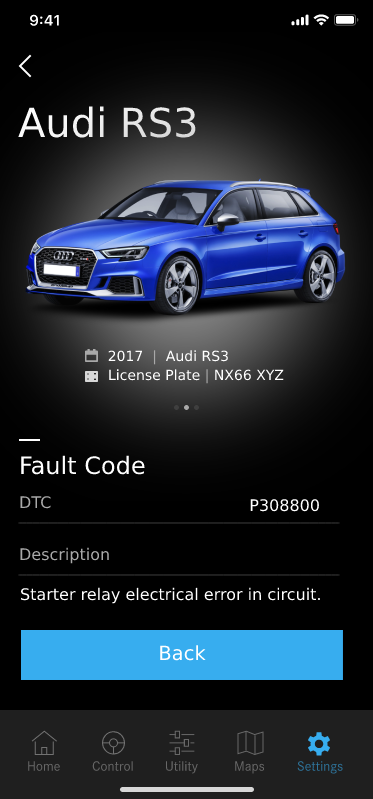 9:41
Audi RS3
2017 | Audi RS3
License Plate | NX66 XYZ
Fault Code
DTC P308800
Description
Starter relay electrical error in circuit.
Back
Home Control Utility Maps Settings